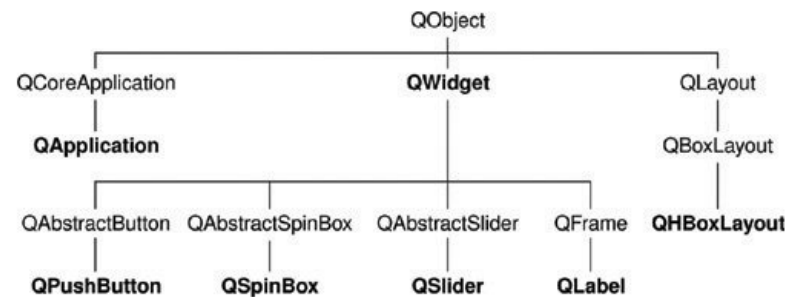 QObject
QCoreApplication QWidget QLayout
QApplication QBoxLayout
QAbstractButton QAbstractSpinBox QAbstractSlider QFrame QHBoxLayout
QPushButton QSpinBox QSlider QLabel